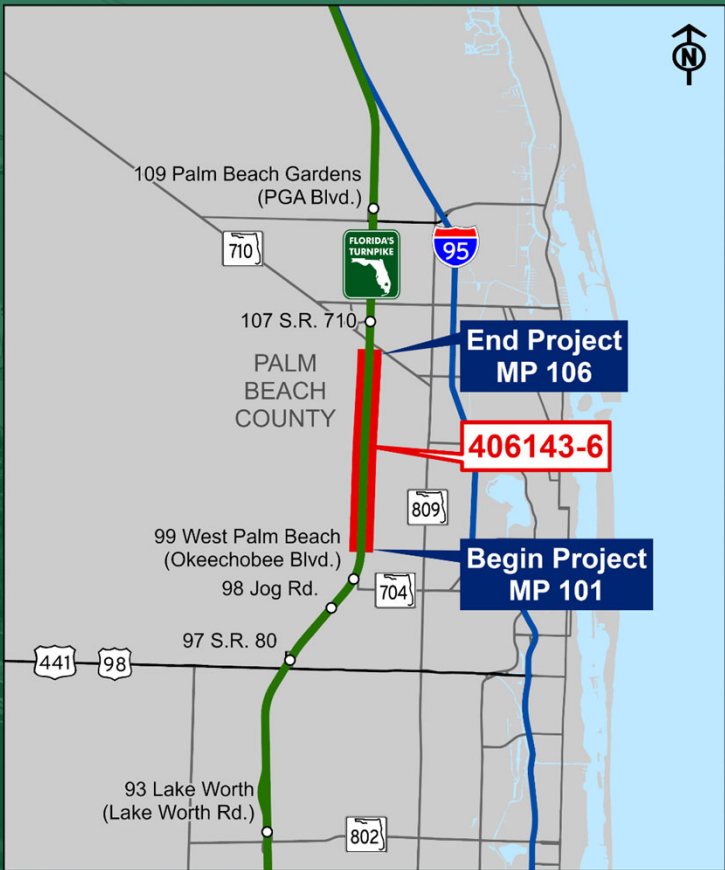 N
109 Palm Beach Gardens
(PGA Blvd.)
710
FLORIDA'S
TURNPIKE
95
107 S.R. 710
End Project
MP 106
PALM
BEACH
COUNTY
406143-6
809
99 West Palm Beach
(Okeechobee Blvd.)
Begin Project
MP 101
98 Jog Rd.
704
97 S.R. 80
441
98
93 Lake Worth
(Lake Worth Rd.)
802